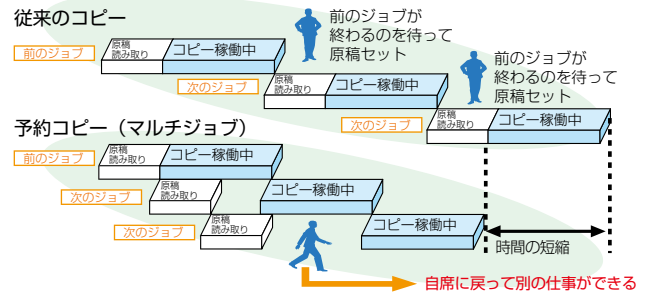 従来のコピー
前のジョブが
終わるのを待って
原稿セット
前のジョブ
原稿
読み取り
コピー稼働中
前のジョブが
終わるのを待って
原稿セット
次のジョブ
原稿
読み取り
コピー稼働中
次のジョブ
原稿
読み取り
コピー稼働中
予約コピー（マルチジョブ）
前のジョブ
原稿
読み取り
コピー稼働中
次のジョブ
原稿
読み取り
コピー稼働中
次のジョブ
原稿
読み取り
コピー稼働中
時間の短縮
自席に戻って別の仕事ができる